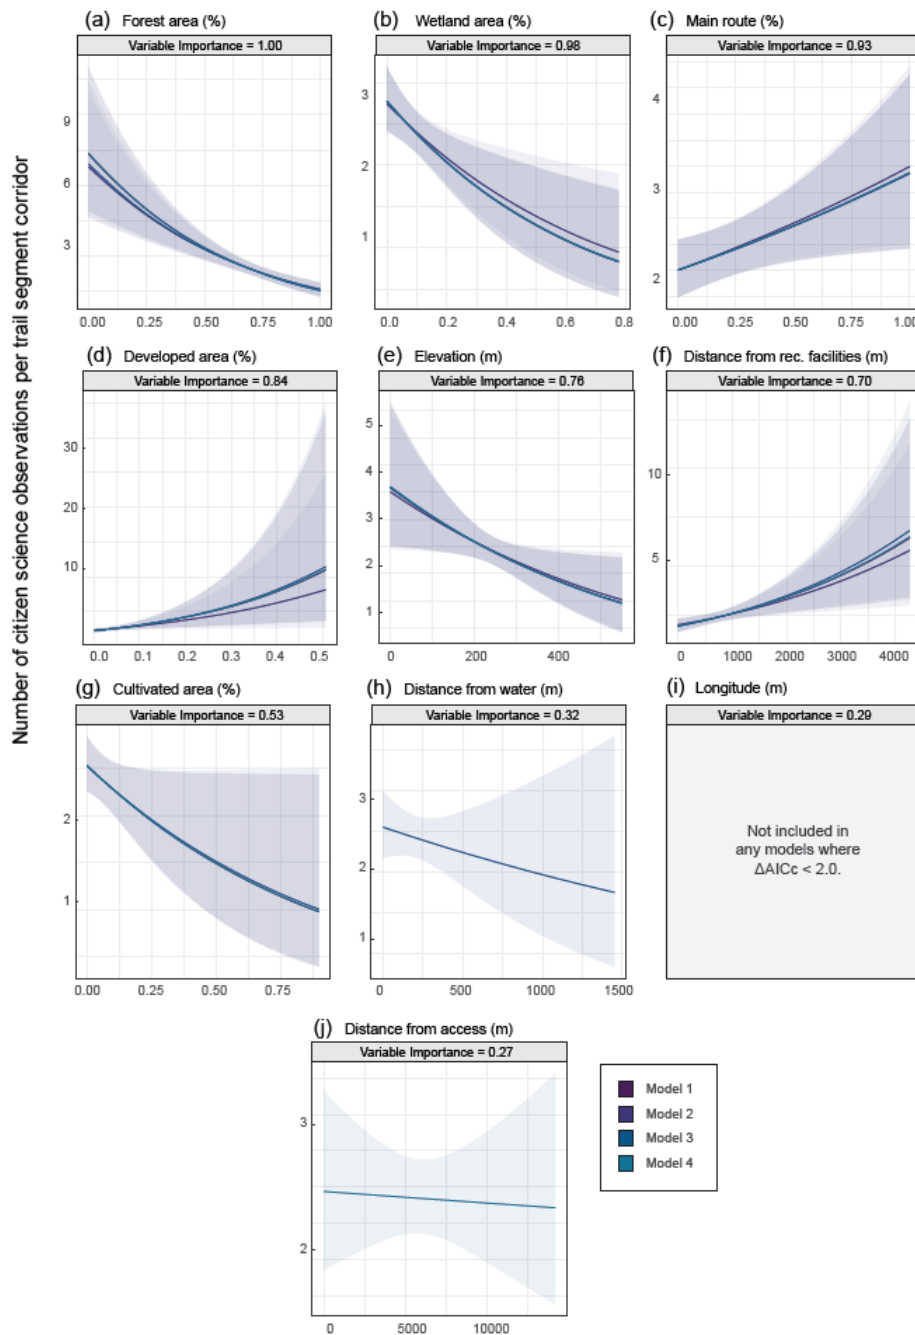 Number of citizen science observations per trail segment corridor
(a) Forest area (%)
Variable Importance = 1.00
9
6
3
0.00 0.25 0.50 0.75 1.00
(b) Wetland area (%)
Variable Importance = 0.98
3
2
1
0.0 0.2 0.4 0.6 0.8
(c) Main route (%)
Variable Importance = 0.93
4
3
2
0.00 0.25 0.50 0.75 1.00
(d) Developed area (%)
Variable Importance = 0.84
30
20
10
0.0 0.1 0.2 0.3 0.4 0.5
(e) Elevation (m)
Variable Importance = 0.76
5
4
3
2
1
0 200 400
(f) Distance from rec. facilities (m)
Variable Importance = 0.70
10
5
0 1000 2000 3000 4000
(g) Cultivated area (%)
Variable Importance = 0.53
2
1
0.00 0.25 0.50 0.75
(h) Distance from water (m)
Variable Importance = 0.32
3
2
1
0 500 1000 1500
(i) Longitude (m)
Variable Importance = 0.29
Not included in
any models where
ΔAICc < 2.0.
(j) Distance from access (m)
Variable Importance = 0.27
3
2
0 5000 10000
Model 1
Model 2
Model 3
Model 4